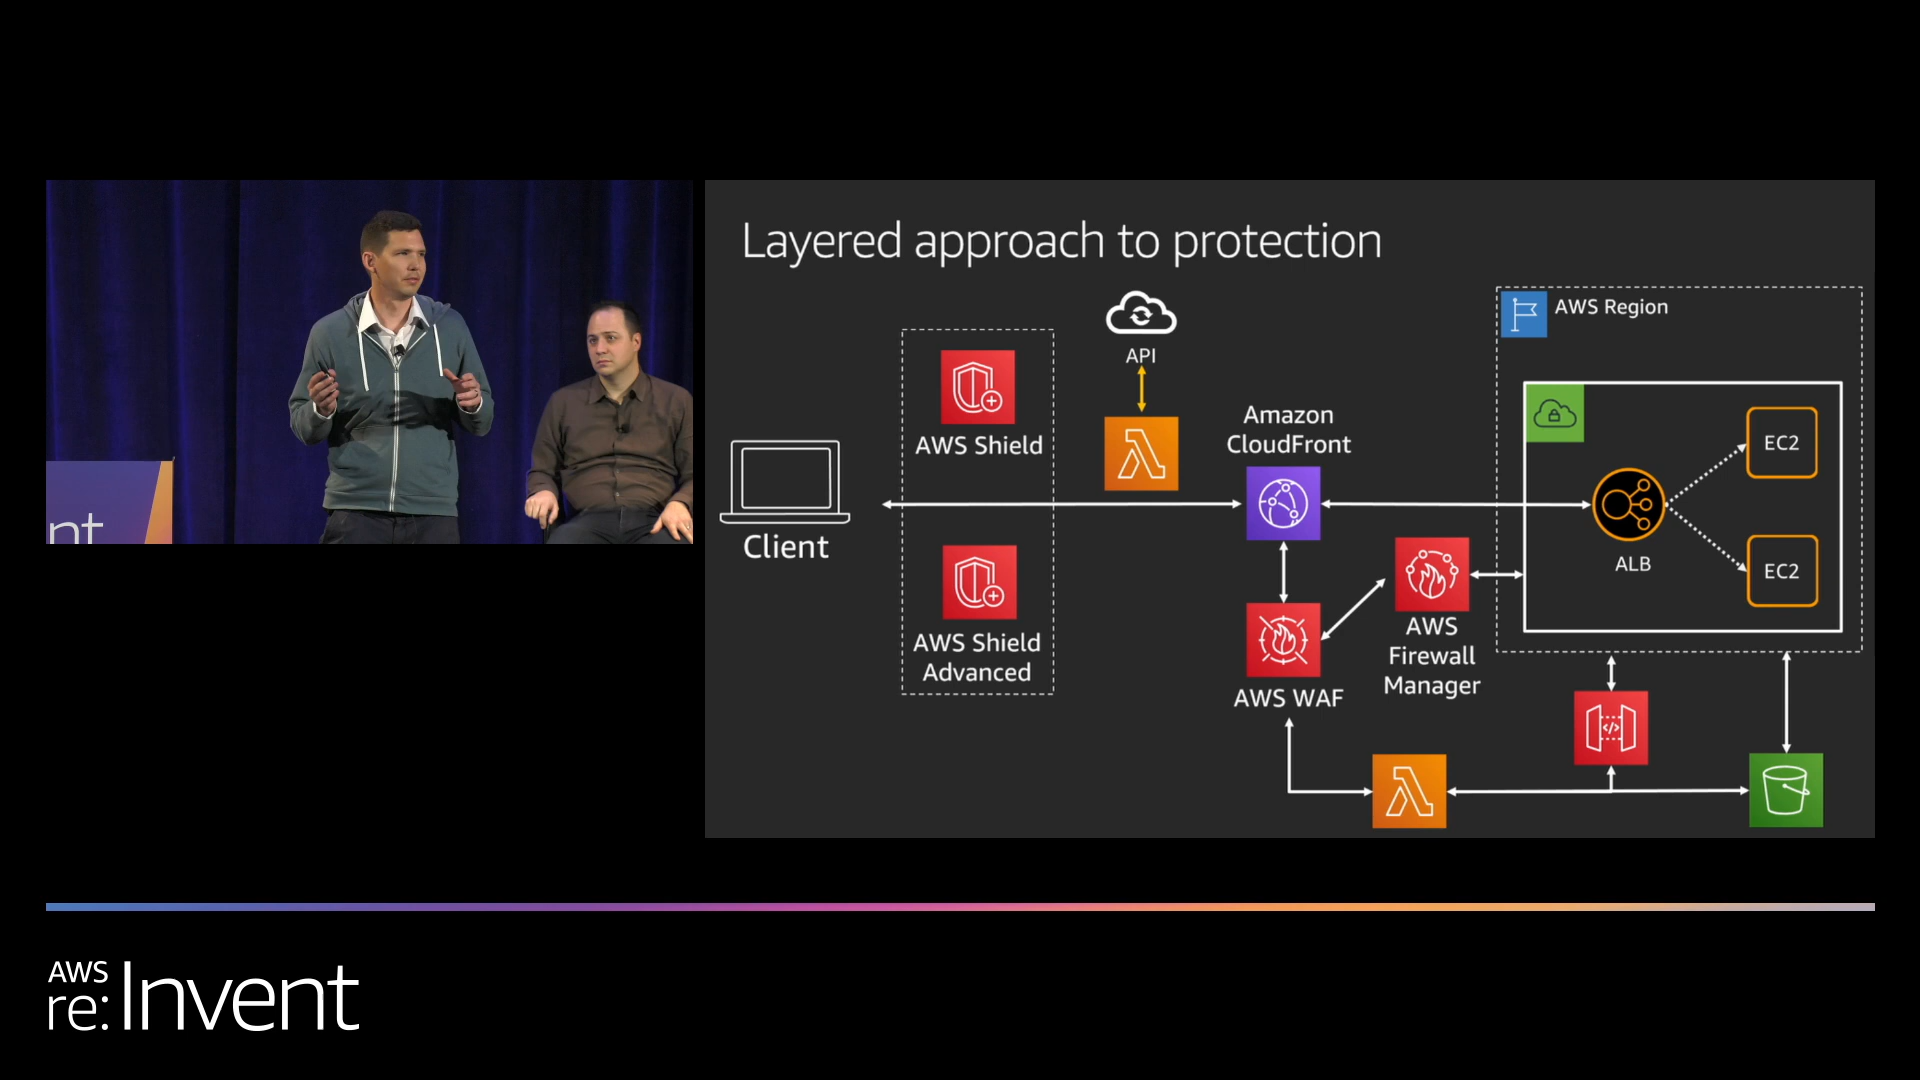 Layered approach to protection
AWS Region
API
AWS Shield
Amazon
CloudFront
EC2
Client
ALB
EC2
AWS Shield
Advanced
AWS WAF
AWS
Firewall
Manager
nt
AWS
re:Invent